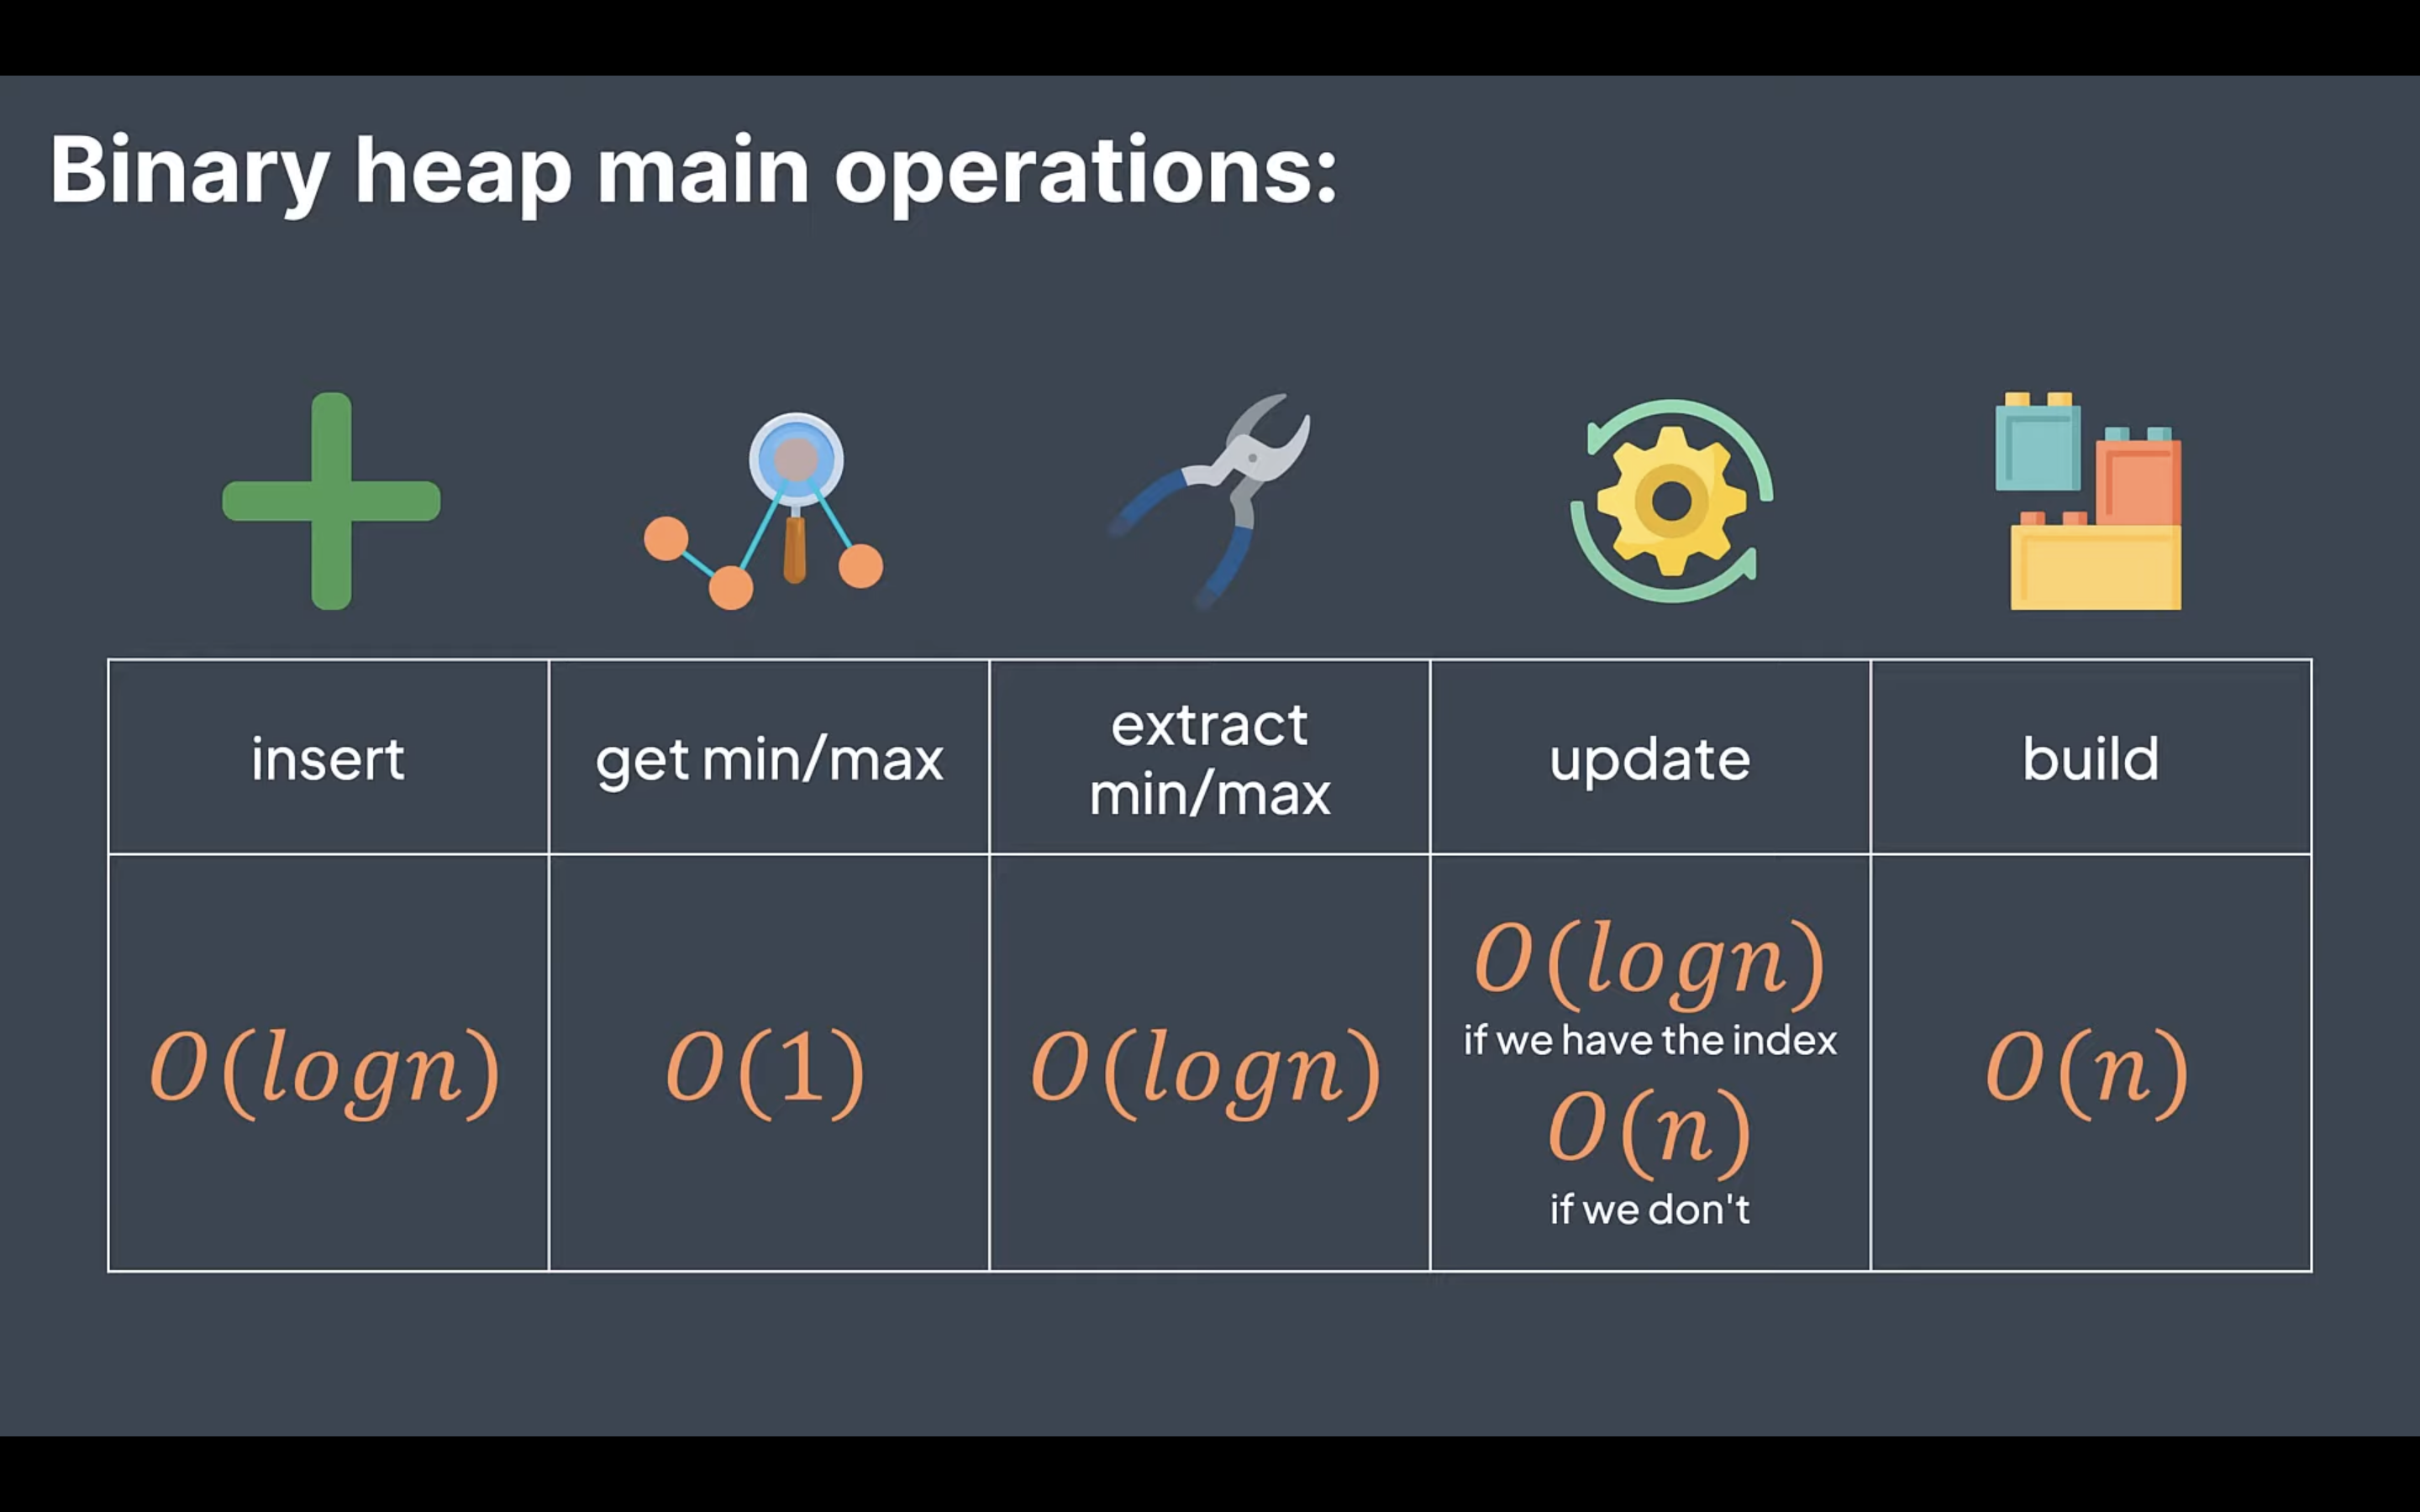 Binary heap main operations:
insert
get min/max
extract
min/max
update
build
O(logn)
O(1)
O(logn)
O(logn)
if we have the index
O(n)
if we don't
O(n)